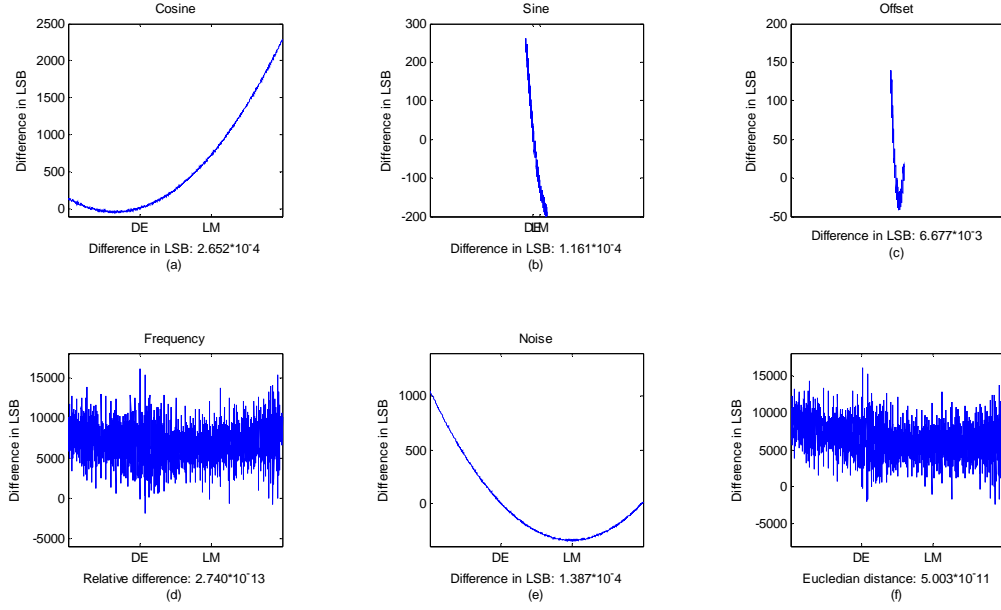 Cosine
2500
2000
1500
1000
500
0
Difference in LSB
DE LM
Difference in LSB: 2.652*10-4
(a)
Sine
300
200
100
0
-100
-200
Difference in LSB
Difference in LSB: 1.161*10-4
(b)
Offset
200
150
100
50
0
-50
Difference in LSB
Difference in LSB: 6.677*10-3
(c)
Frequency
15000
10000
5000
0
-5000
Difference in LSB
DE LM
Relative difference: 2.740*10-13
(d)
Noise
1000
500
0
Difference in LSB
DE LM
Difference in LSB: 1.387*10-4
(e)
15000
10000
5000
0
-5000
Difference in LSB
DE LM
Eucledian distance: 5.003*10-11
(f)